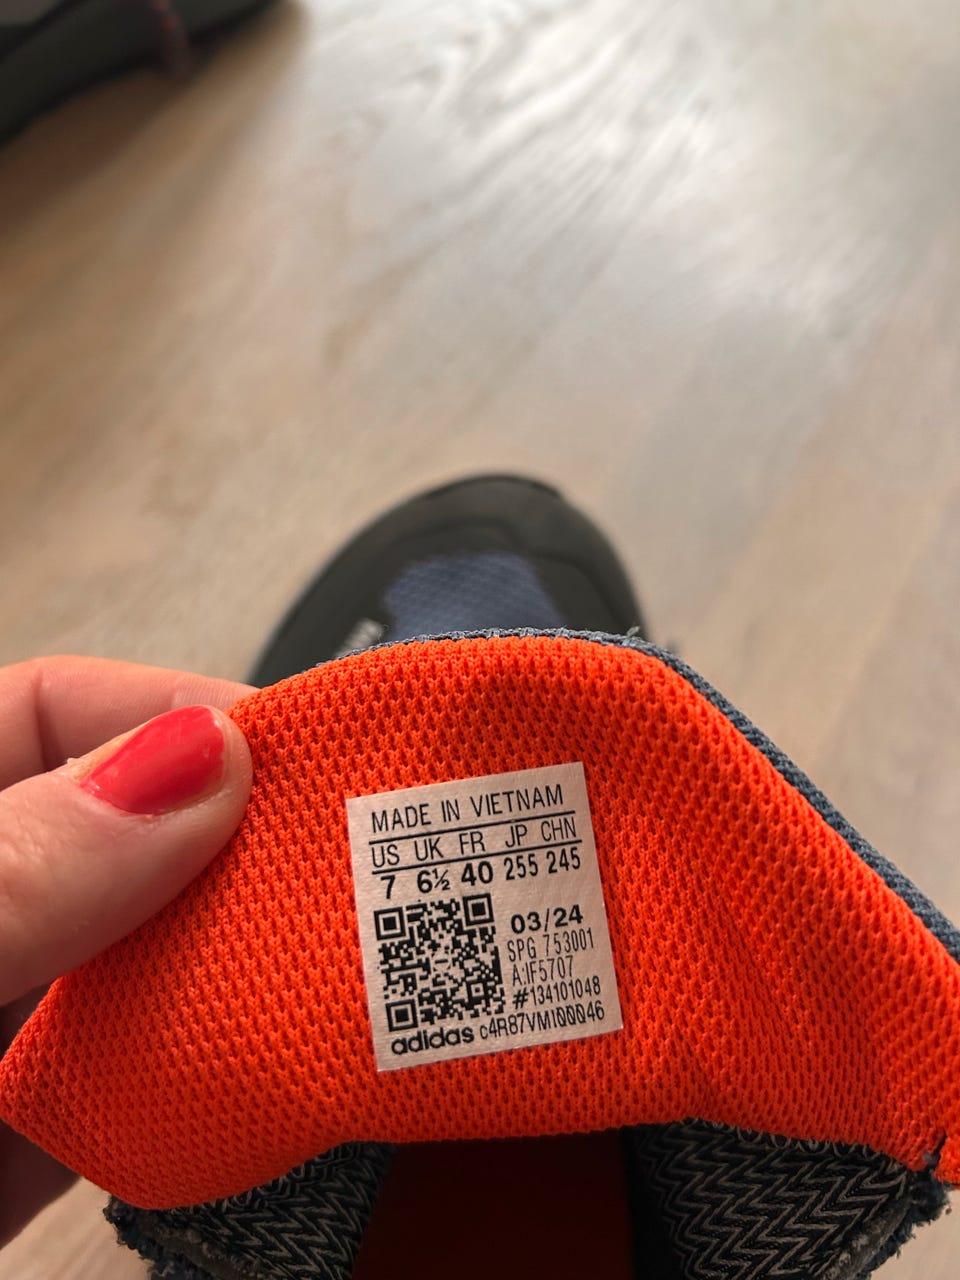 MADE IN VIETNAM
US UK FR JP CHN
7 6½ 40 255 245
03/24
SPG 753001
A:IF5707
#134101048
adidas c4R87VM100046